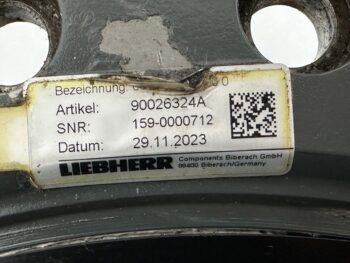 Bezeichnung:
Artikel: 90026324A
SNR: 159-0000712
Datum: 29.11.2023
LIEBHERR Components Biberach GmbH
88400 Biberach/Germany